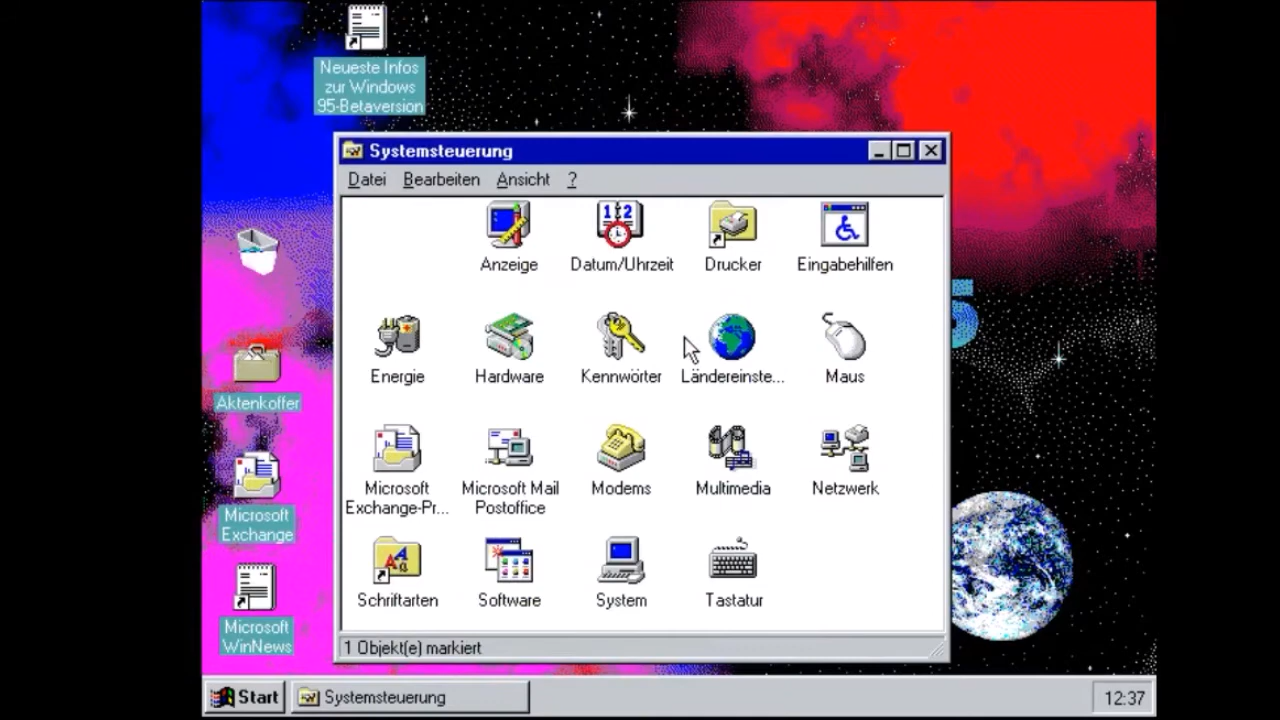 Neueste Infos
zur Windows
95-Betaversion
Systemsteuerung
Datei Bearbeiten Ansicht ?
Anzeige Datum/Uhrzeit Drucker Eingabehilfen
Energie Hardware Kennwörter Ländereinste... Maus
Microsoft
Exchange-Pr...
Microsoft Mail
Postoffice
Modems Multimedia Netzwerk
Schriftarten Software System Tastatur
1 Objekt(e) markiert
Aktenkoffer
Microsoft
Exchange
Microsoft
WinNews
5
Start Systemsteuerung 12:37